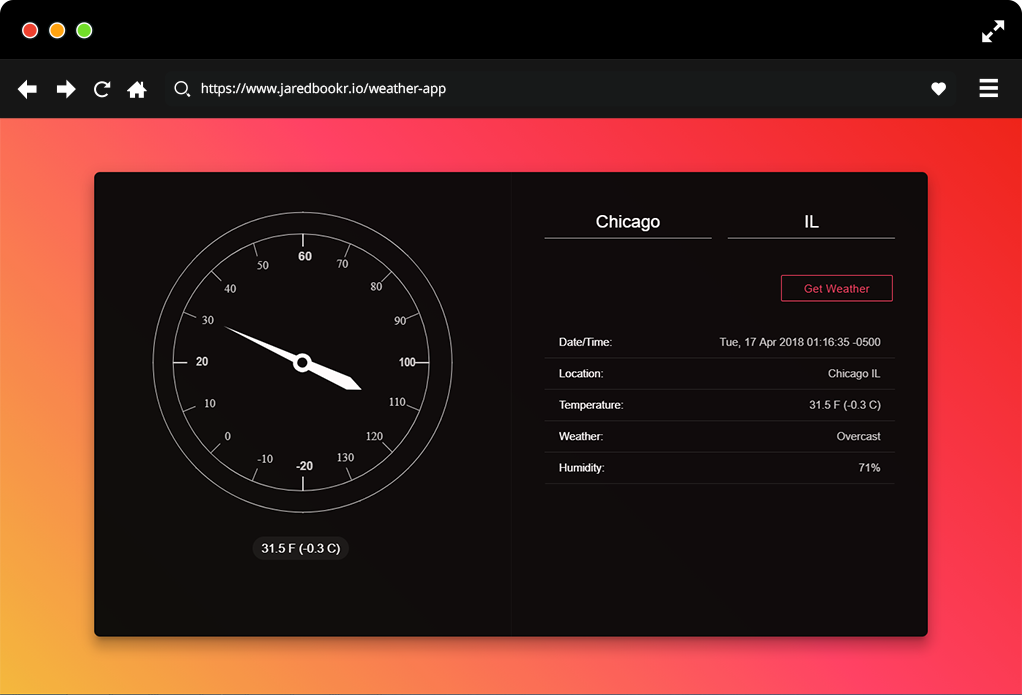 https://www.jaredbookr.io/weather-app
60
50
70
40
80
30
90
20
100
10
110
0
120
-10
130
-20
31.5 F (-0.3 C)
Chicago IL
Get Weather
Date/Time: Tue, 17 Apr 2018 01:16:35 -0500
Location: Chicago IL
Temperature: 31.5 F (-0.3 C)
Weather: Overcast
Humidity: 71%